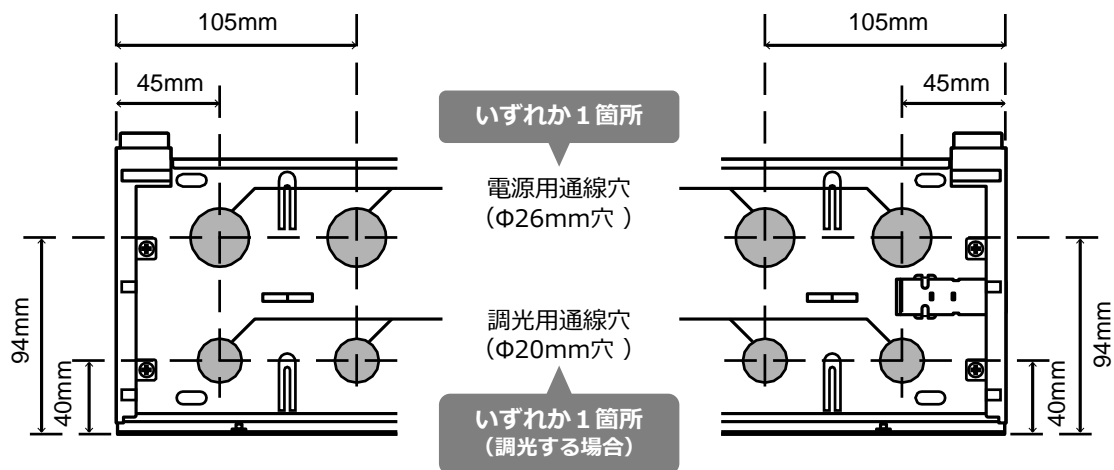 105mm
105mm
45mm
45mm
いずれか１箇所
電源用通線穴
（Φ26mm穴 ）
94mm
40mm
調光用通線穴
（Φ20mm穴 ）
94mm
40mm
いずれか１箇所
（調光する場合）